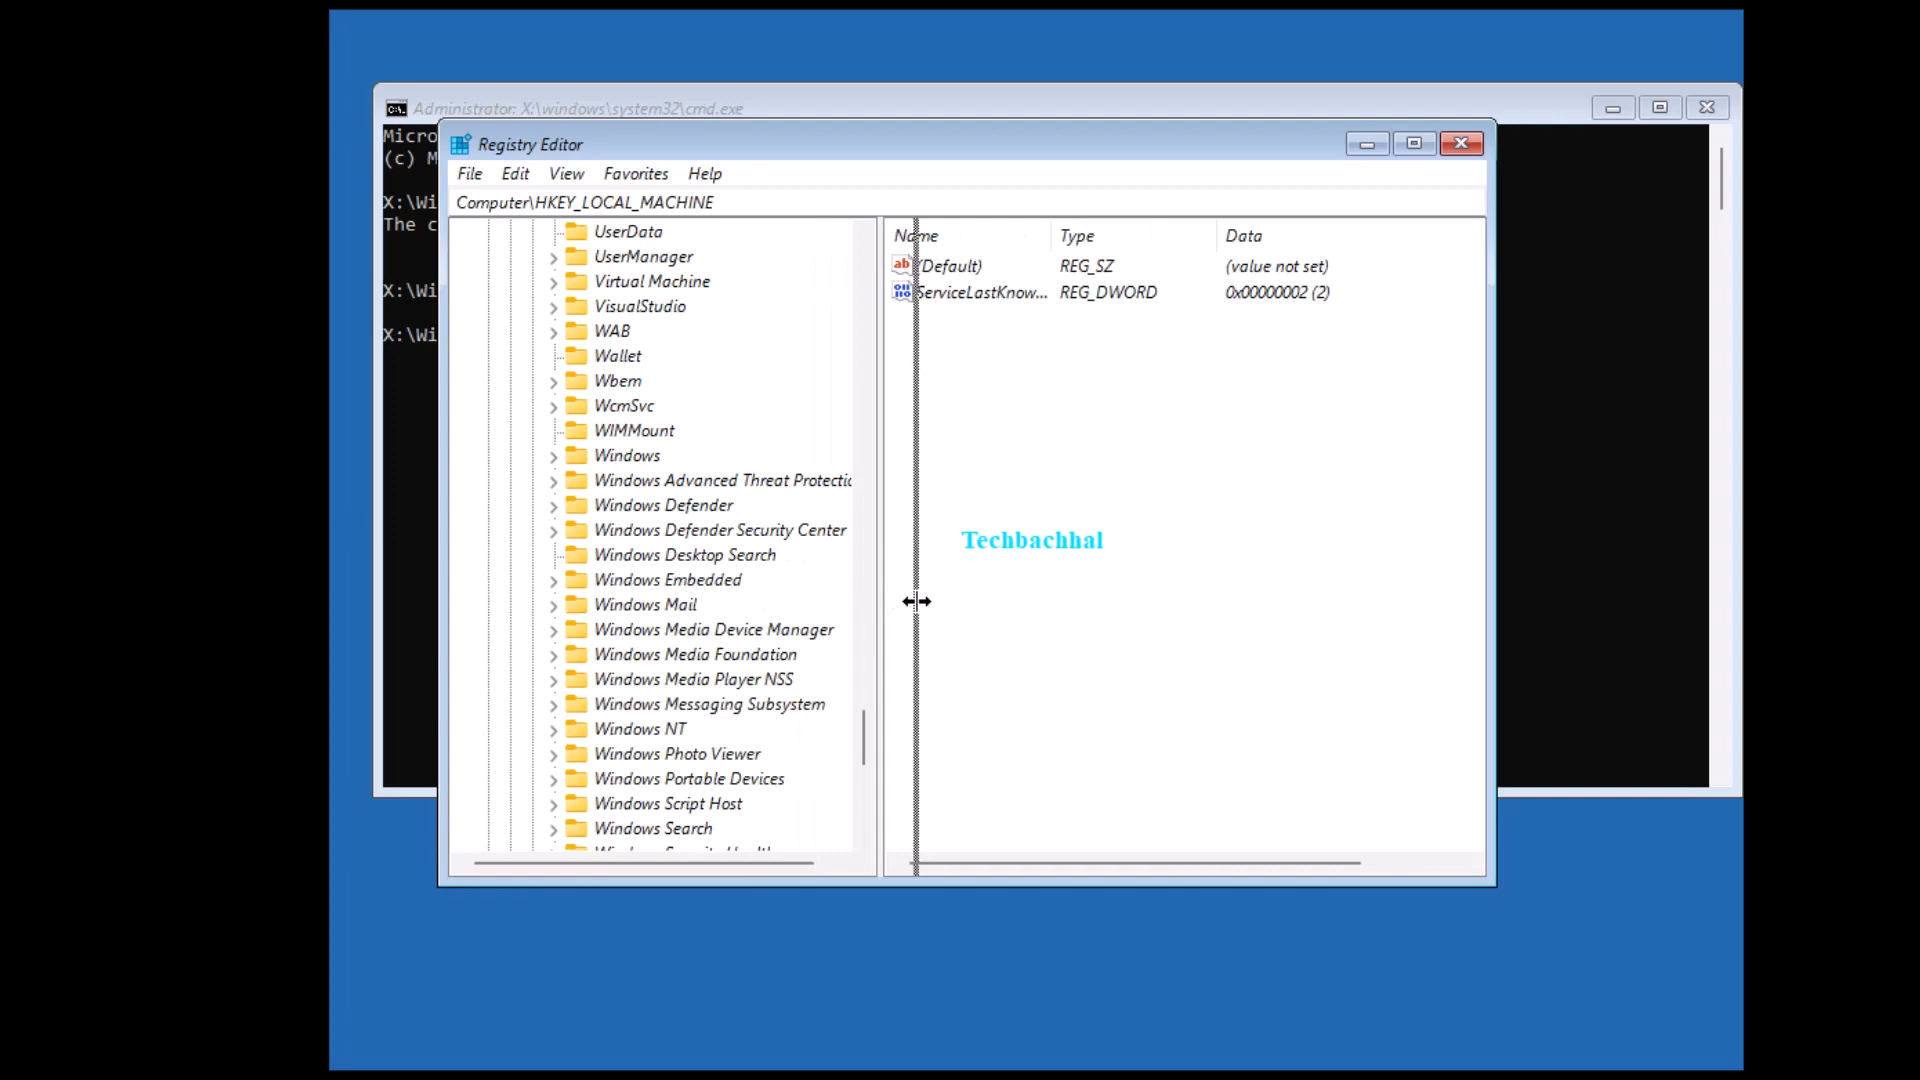 Administrator: X:\windows\system32\cmd.exe
Micro
(c) M
X:\Wi
The c
X:\Wi
X:\Wi
Registry Editor
File Edit View Favorites Help
Computer\HKEY_LOCAL_MACHINE
UserData
UserManager
Virtual Machine
VisualStudio
WAB
Wallet
Wbem
WcmSvc
WIMMount
Windows
Windows Advanced Threat Protectic
Windows Defender
Windows Defender Security Center
Windows Desktop Search
Windows Embedded
Windows Mail
Windows Media Device Manager
Windows Media Foundation
Windows Media Player NSS
Windows Messaging Subsystem
Windows NT
Windows Photo Viewer
Windows Portable Devices
Windows Script Host
Windows Search
Name Type Data
(Default) REG_SZ (value not set)
ServiceLastKnow... REG_DWORD 0x00000002 (2)
Techbachhal